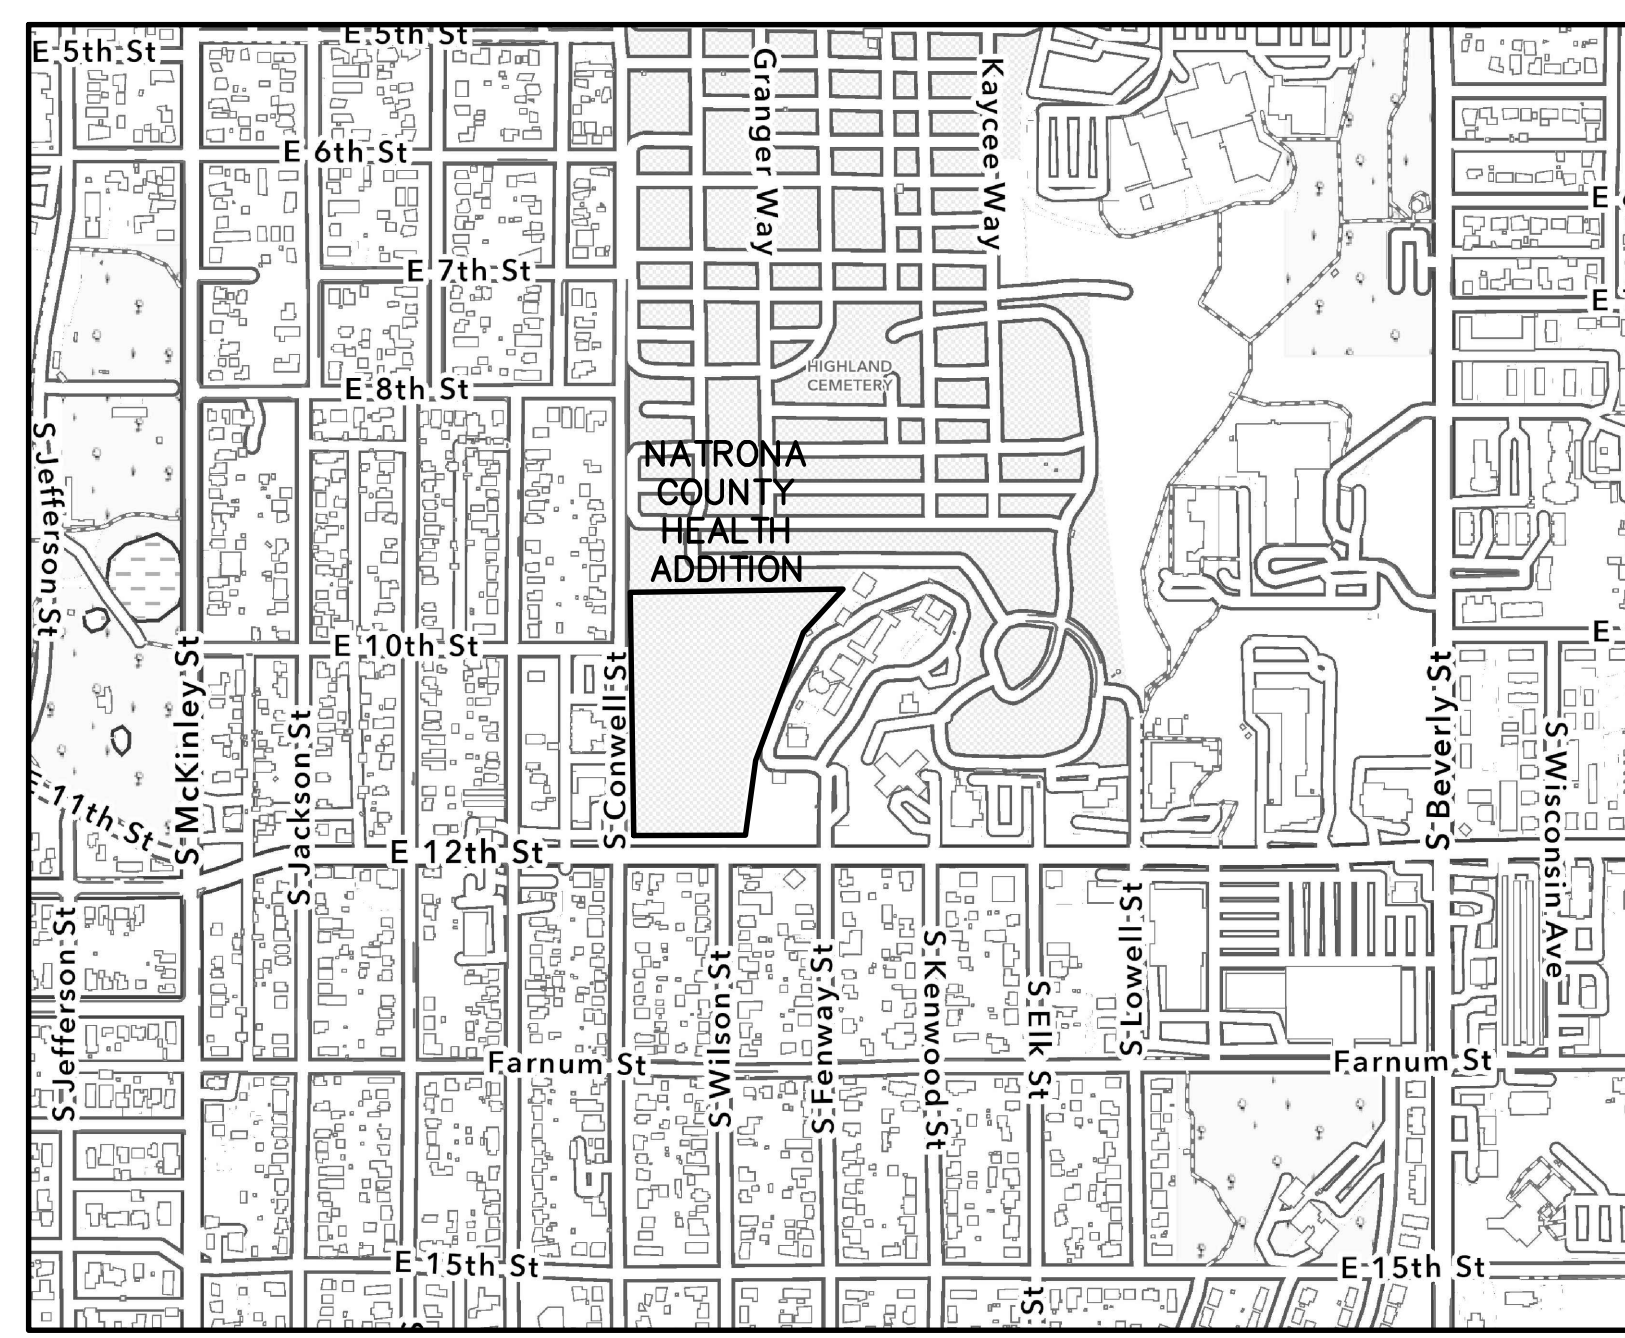 E 5th St
E 5th St
Granger Way
Kaycee Way
E 6th St
E
E 7th St
E
HIGHLAND
CEMETERY
E 8th St
S Jefferson St
NATRONA
COUNTY
HEALTH
ADDITION
E 10th St
E
S McKinley St
S Conwell St
S Beverly St
S Jackson St
S Wisconsin Ave
11th St
E 12th St
S Jefferson St
S Wilson St
S Fenway St
S Kenwood St
S Elk St
S Lowell St
Farnum St
Farnum St
E 15th St
E 15th St
St